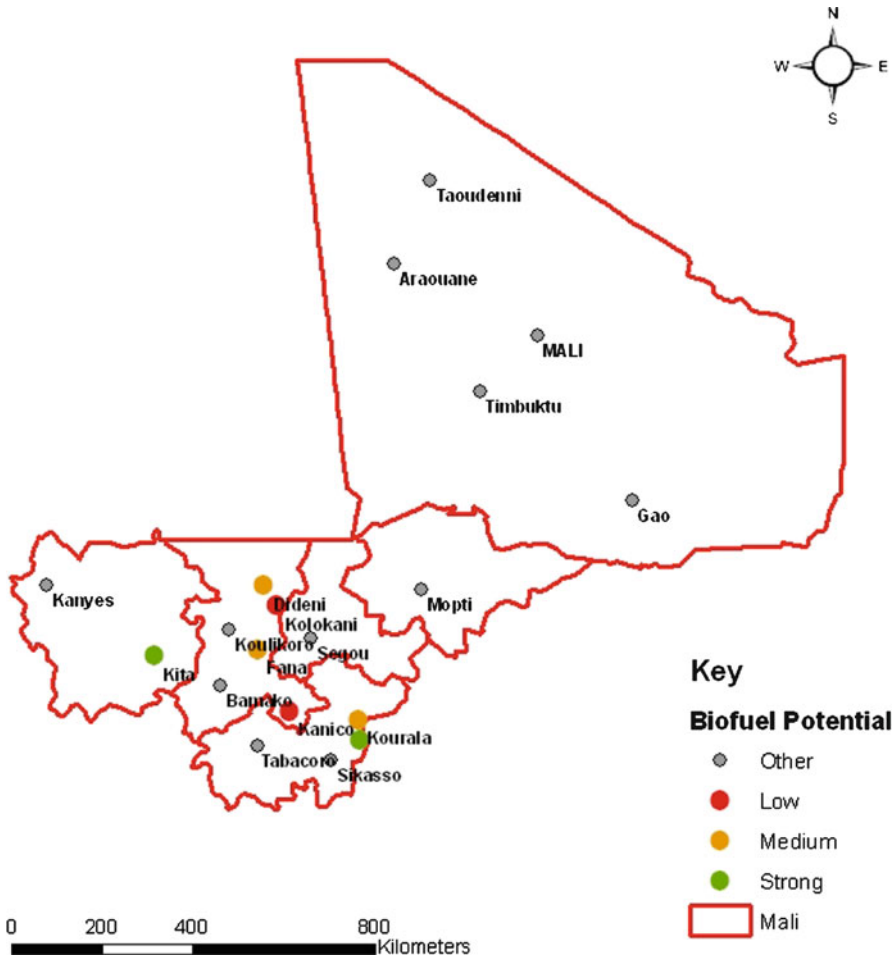 N
W E
S
Taoudenni
Araouane
MALI
Timbuktu
Gao
Kanyes
Mopti
Dideni
Kolokani
Koulikoro
Segou
Fana
Kita
Bamako
Kanico
Kourala
Tabacoro
Sikasso
Key
Biofuel Potential
Other
Low
Medium
Strong
Mali
0 200 400 800
Kilometers